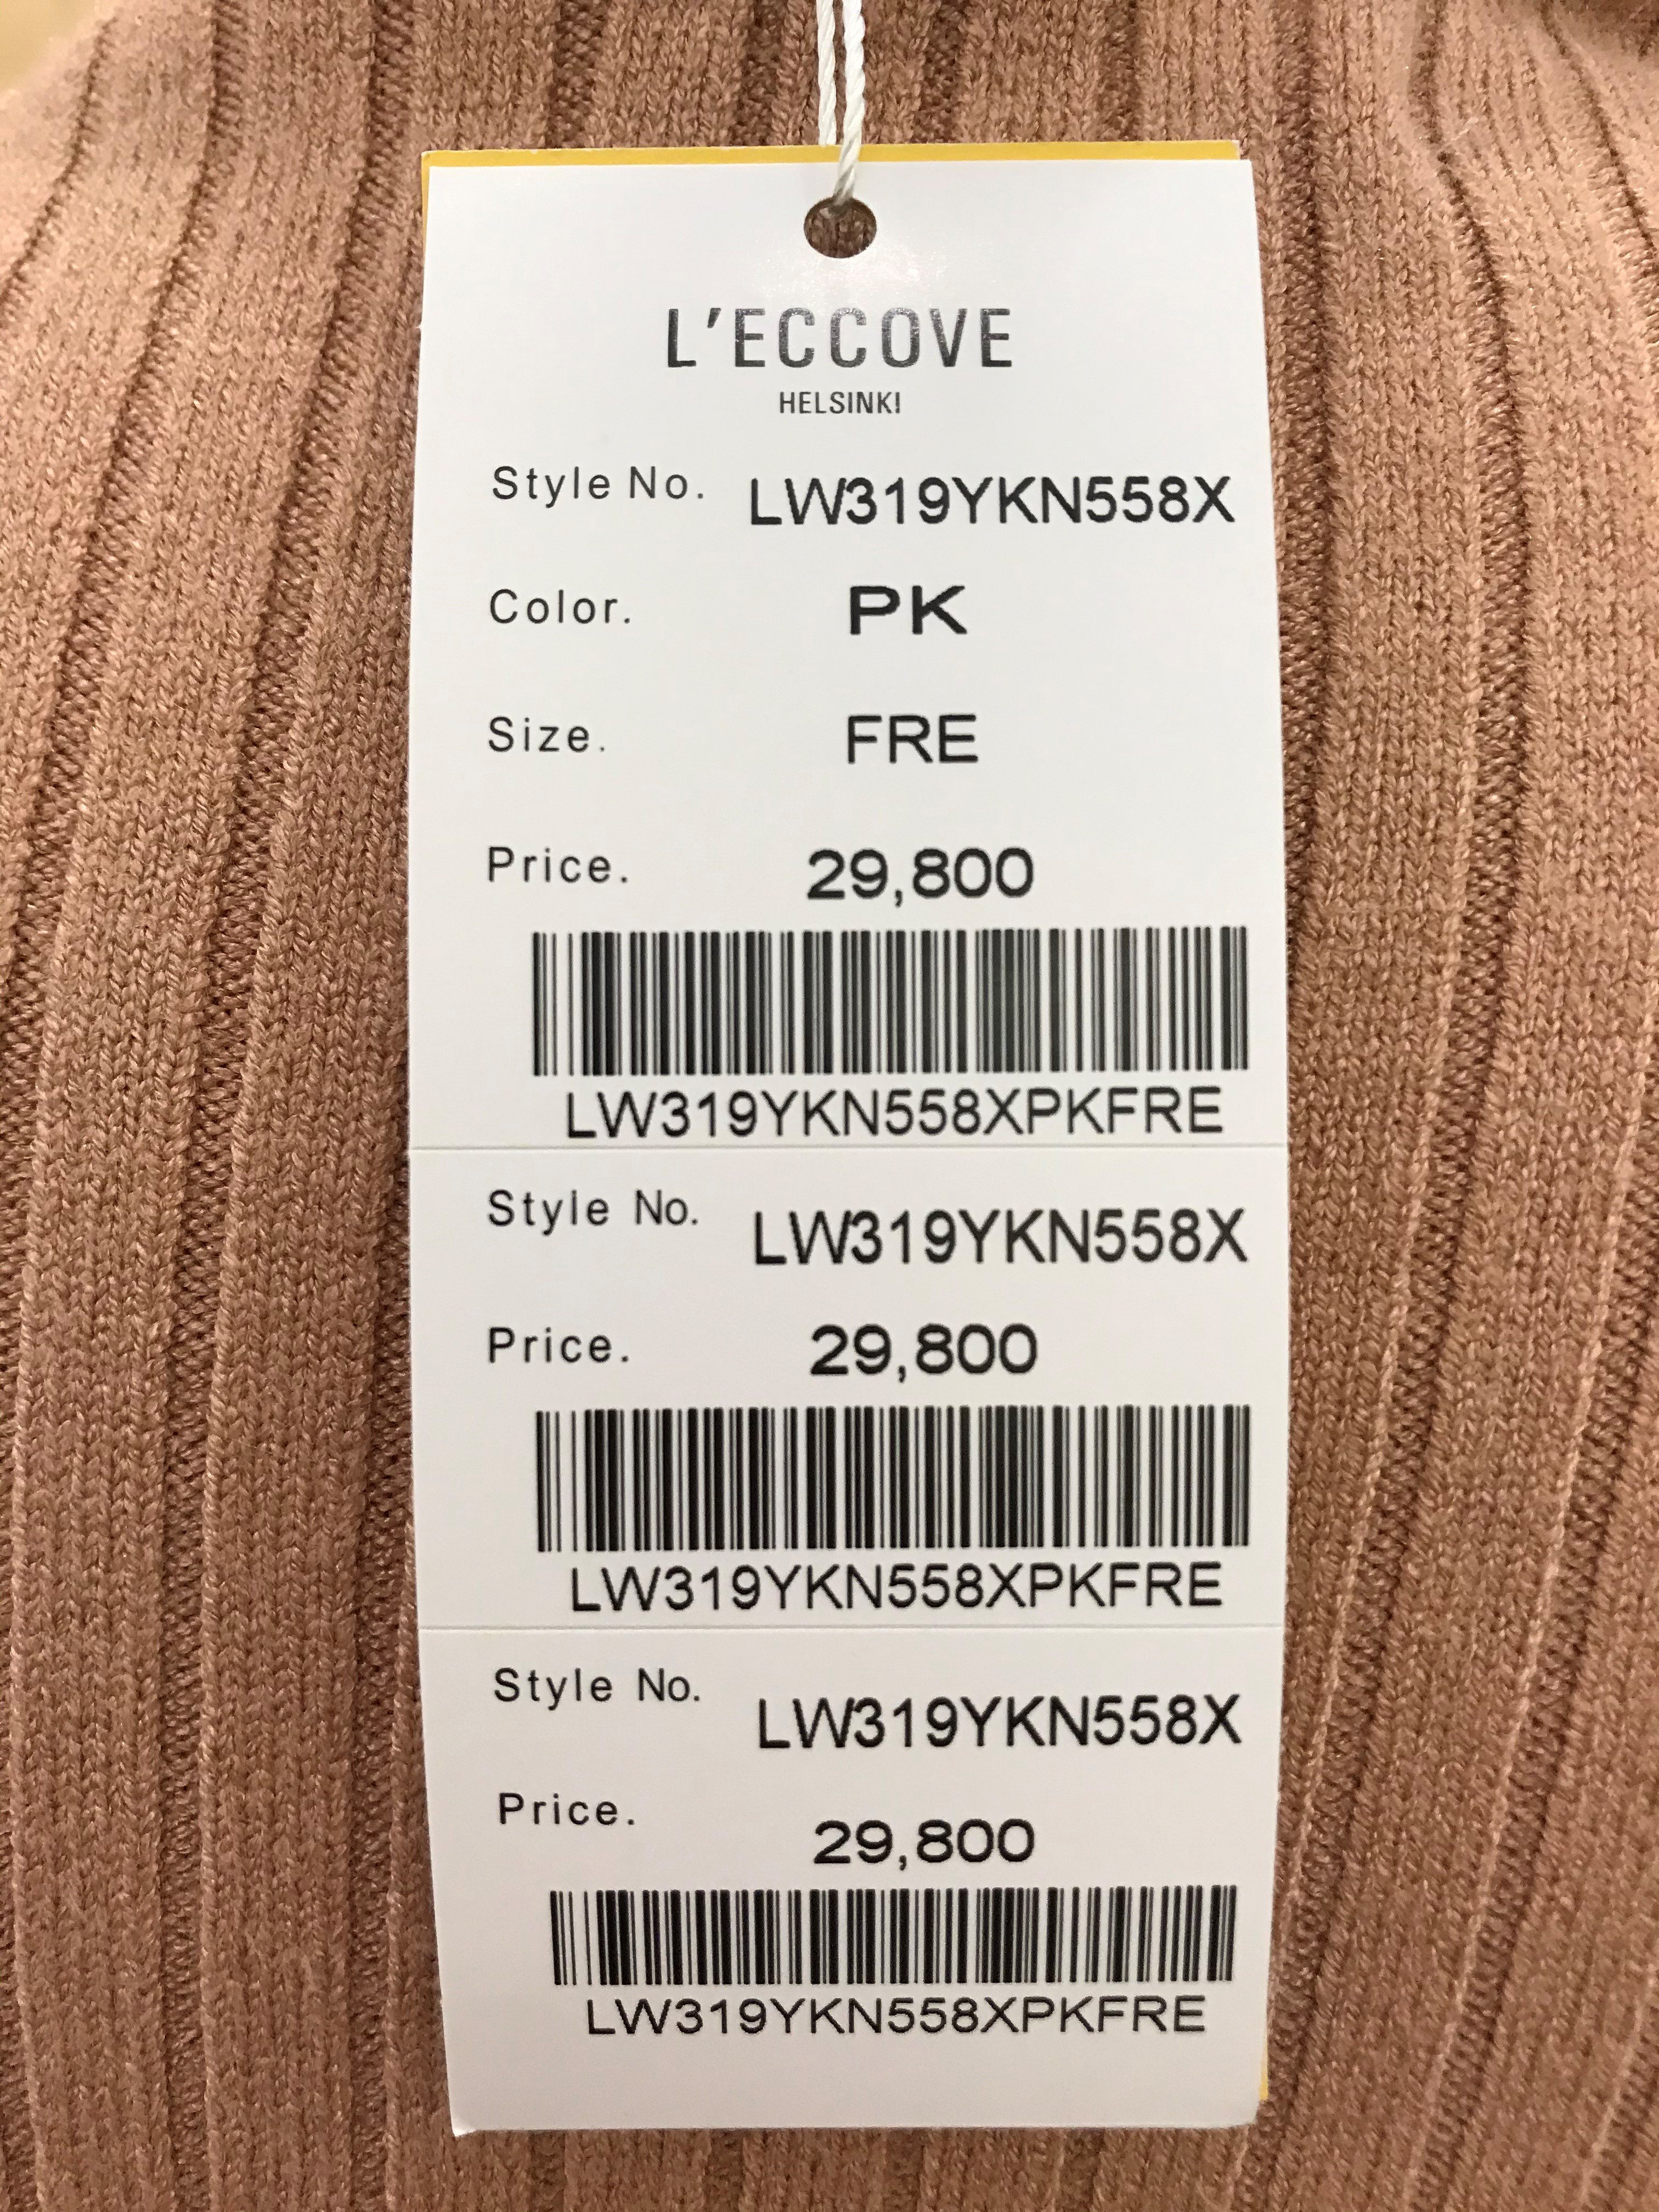 L'ECCOVE
HELSINKI
Style No. LW319YKN558X
Color. PK
Size. FRE
Price. 29,800
LW319YKN558XPKFRE
Style No. LW319YKN558X
Price. 29,800
LW319YKN558XPKFRE
Style No. LW319YKN558X
Price. 29,800
LW319YKN558XPKFRE